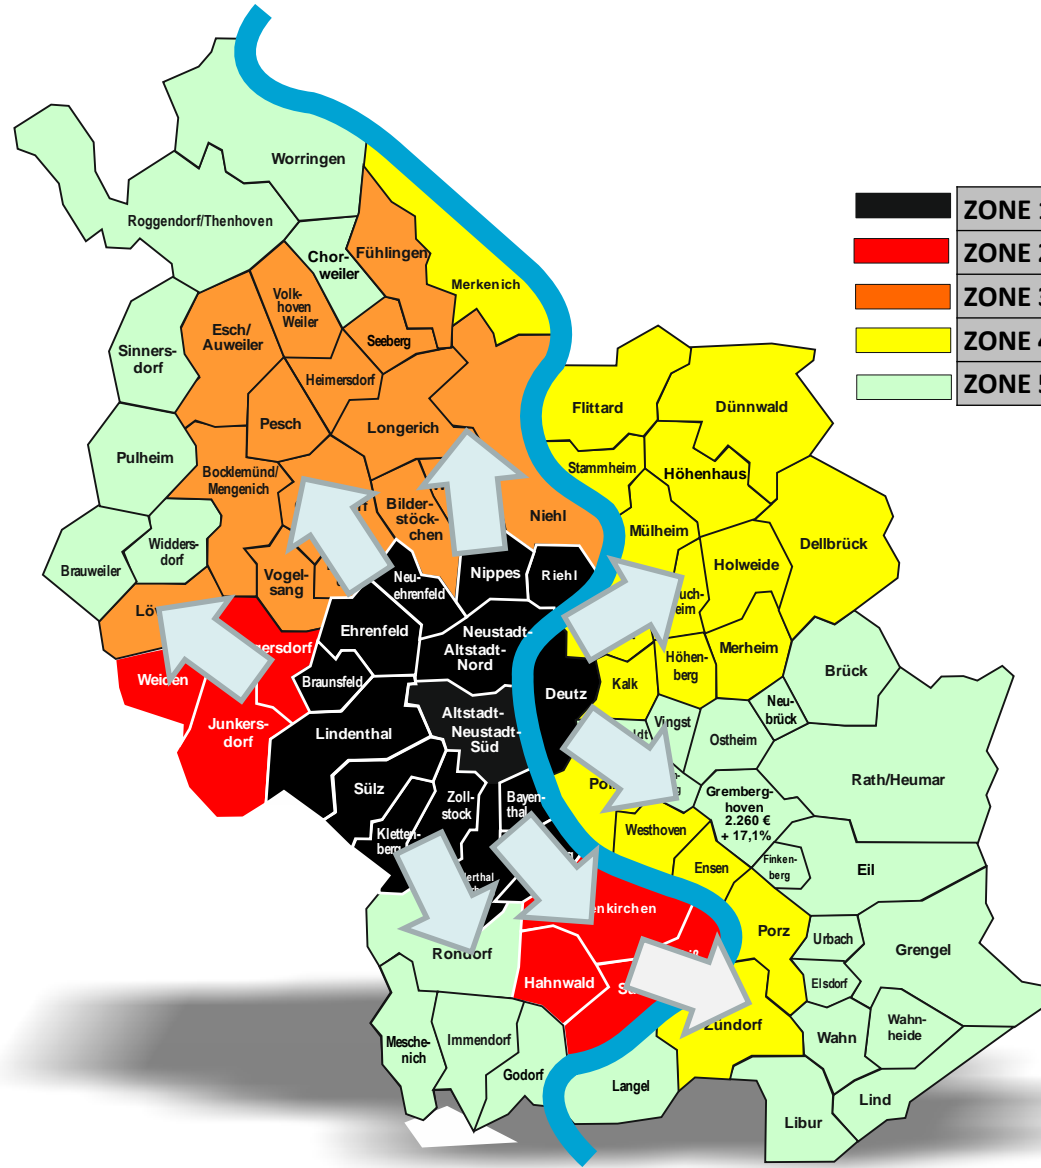 Worringen
Roggendorf/Thenhoven
Chor-
weiler
Fühlingen
Merkenich
Volk-
hoven
Weiler
Esch/
Auweiler
Seeberg
Sinners-
dorf
Heimersdorf
Pesch
Longerich
Pulheim
Bocklemünd/
Mengenich
Bilder-
stöck-
chen
Niehl
Widders-
dorf
Brauweiler
Vogel-
sang
Neu-
ehrenfeld
Nippes
Riehl
Ehrenfeld
Neustadt-
Altstadt-
Nord
Weiden
Braunsfeld
Junkers-
dorf
Lindenthal
Deutz
Altstadt-
Neustadt-
Süd
Sülz
Zoll-
stock
Bayen-
thal
Kletten-
berg
Rondorf
Hahnwald
Mesche-
nich
Immendorf
Godorf
Langel
ZONE
ZONE
ZONE
ZONE
ZONE
Flittard
Dünnwald
Stammheim
Höhenhaus
Mülheim
Dellbrück
Holweide
Merheim
Höhen-
berg
Kalk
Brück
Neu-
brück
Vingst
Ostheim
Rath/Heumar
Gremberg-
hoven
2.260 €
+ 17,1%
Westhoven
Ensen
Finken-
berg
Eil
Porz
Urbach
Grengel
Elsdorf
Zündorf
Wahn
Wahn-
heide
Lind
Libur